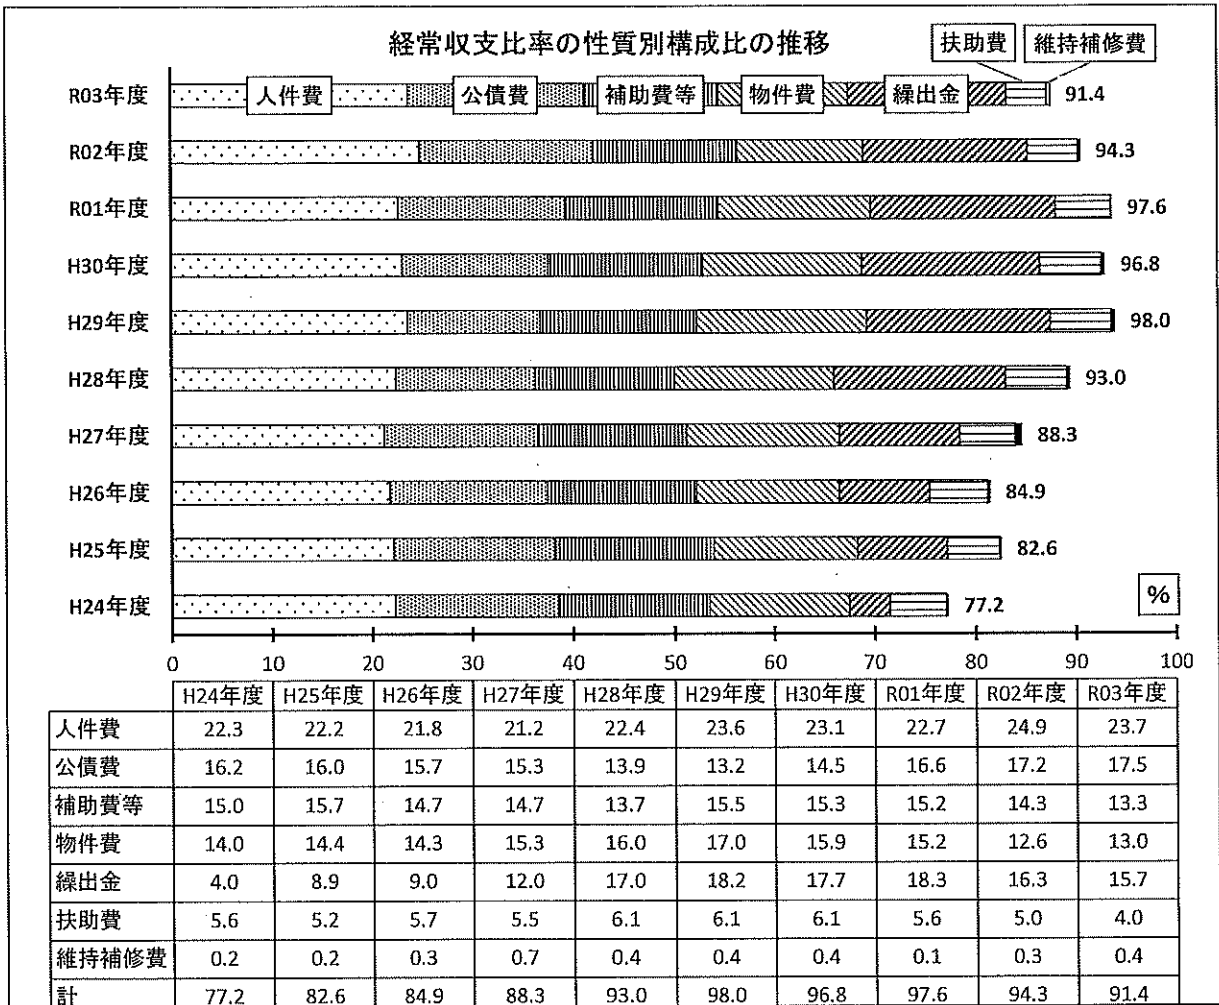 経常収支比率の性質別構成比の推移
扶助費 維持補修費
R03年度 人件費 公債費 補助費等 物件費 繰出金 91.4
R02年度 94.3
R01年度 97.6
H30年度 96.8
H29年度 98.0
H28年度 93.0
H27年度 88.3
H26年度 84.9
H25年度 82.6
H24年度 77.2 %
0 10 20 30 40 50 60 70 80 90 100
H24年度 H25年度 H26年度 H27年度 H28年度 H29年度 H30年度 R01年度 R02年度 R03年度
人件費 22.3 22.2 21.8 21.2 22.4 23.6 23.1 22.7 24.9 23.7
公債費 16.2 16.0 15.7 15.3 13.9 13.2 14.5 16.6 17.2 17.5
補助費等 15.0 15.7 14.7 14.7 13.7 15.5 15.3 15.2 14.3 13.3
物件費 14.0 14.4 14.3 15.3 16.0 17.0 15.9 15.2 12.6 13.0
繰出金 4.0 8.9 9.0 12.0 17.0 18.2 17.7 18.3 16.3 15.7
扶助費 5.6 5.2 5.7 5.5 6.1 6.1 6.1 5.6 5.0 4.0
維持補修費 0.2 0.2 0.3 0.7 0.4 0.4 0.4 0.1 0.3 0.4
計 77.2 82.6 84.9 88.3 93.0 98.0 96.8 97.6 94.3 91.4